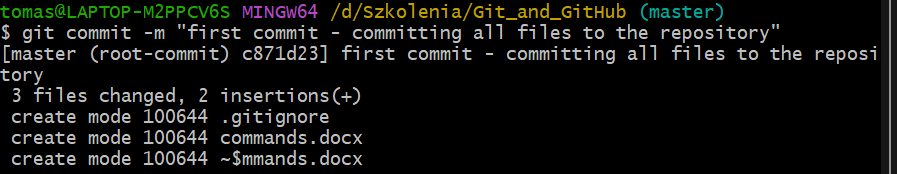 tomas@LAPTOP-M2PPCV6S MINGW64 /d/Szkolenia/Git_and_GitHub (master)
$ git commit -m "first commit - committing all files to the repository"
[master (root-commit) c871d23] first commit - committing all files to the reposi
tory
 3 files changed, 2 insertions(+)
 create mode 100644 .gitignore
 create mode 100644 commands.docx
 create mode 100644 ~$mmands.docx